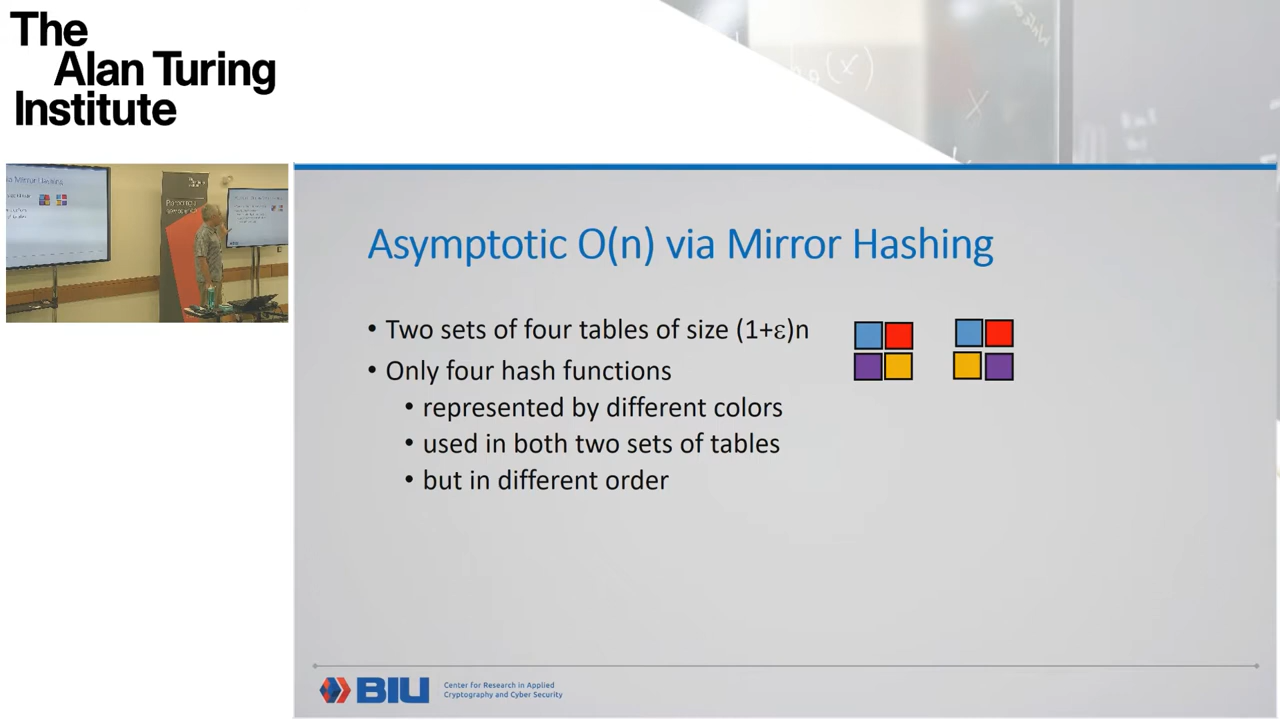 The
Alan Turing
Institute
Asymptotic O(n) via Mirror Hashing
• Two sets of four tables of size (1+ε)n
• Only four hash functions
• represented by different colors
• used in both two sets of tables
• but in different order
BIU
Center for Research in Applied
Cryptography and Cyber Security